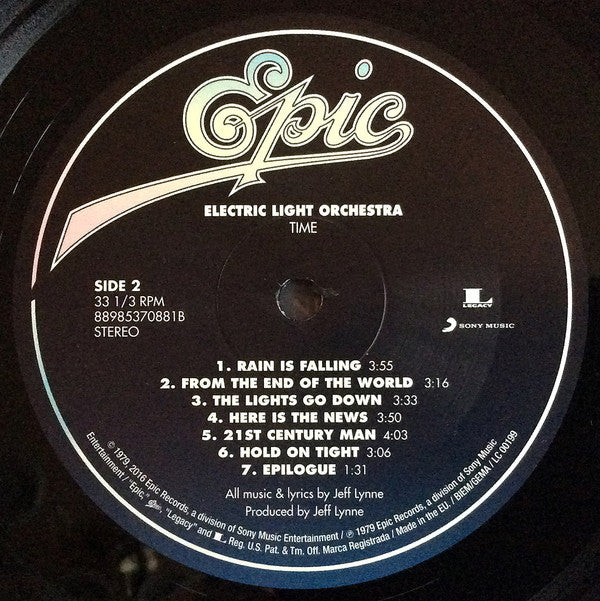 Epic
ELECTRIC LIGHT ORCHESTRA
TIME
SIDE 2
33 1/3 RPM
88985370881B
STEREO
L
LEGACY
SONY MUSIC
1. RAIN IS FALLING 3:55
2. FROM THE END OF THE WORLD 3:16
3. THE LIGHTS GO DOWN 3:33
4. HERE IS THE NEWS 3:50
5. 21ST CENTURY MAN 4:03
6. HOLD ON TIGHT 3:06
7. EPILOGUE 1:31
All music & lyrics by Jeff Lynne
Produced by Jeff Lynne
© 1979, 2016 Epic Records, a division of Sony Music Entertainment / ℗ 1979 Epic Records, a division of Sony Music
Entertainment / "Epic," Epic, "Legacy" and L Reg. U.S. Pat. & Tm. Off. Marca Registrada / Made in the EU. / BIEM/GEMA / LC 00199